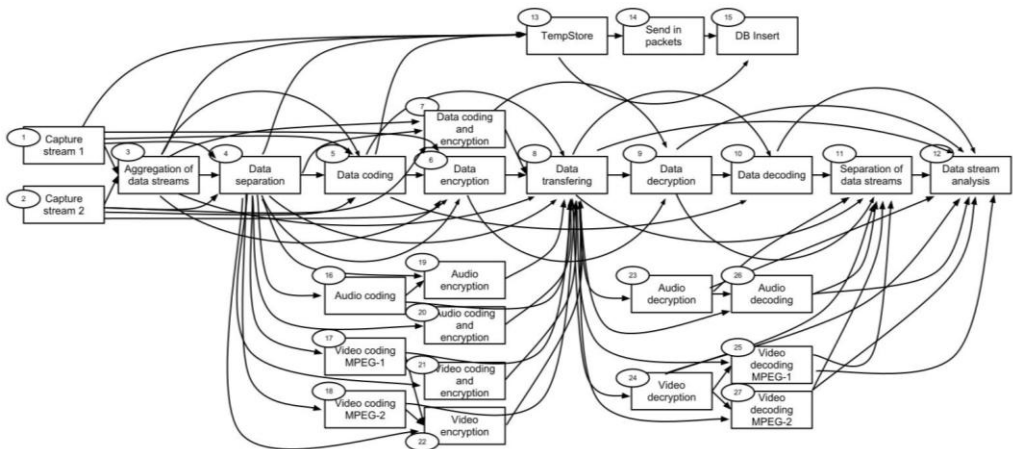 13
TempStore
14
Send in
packets
15
DB Insert
1
Capture
stream 1
2
Capture
stream 2
3
Aggregation of
data streams
4
Data
separation
5
Data coding
7
Data coding
and
encryption
6
Data
encryption
8
Data
transfering
9
Data
decryption
10
Data decoding
11
Separation of
data streams
12
Data stream
analysis
16
Audio coding
19
Audio
encryption
20
Audio coding
and
encryption
17
Video coding
MPEG-1
21
Video coding
and
encryption
18
Video coding
MPEG-2
22
Video
encryption
23
Audio
decryption
26
Audio
decoding
24
Video
decryption
25
Video
decoding
MPEG-1
27
Video
decoding
MPEG-2